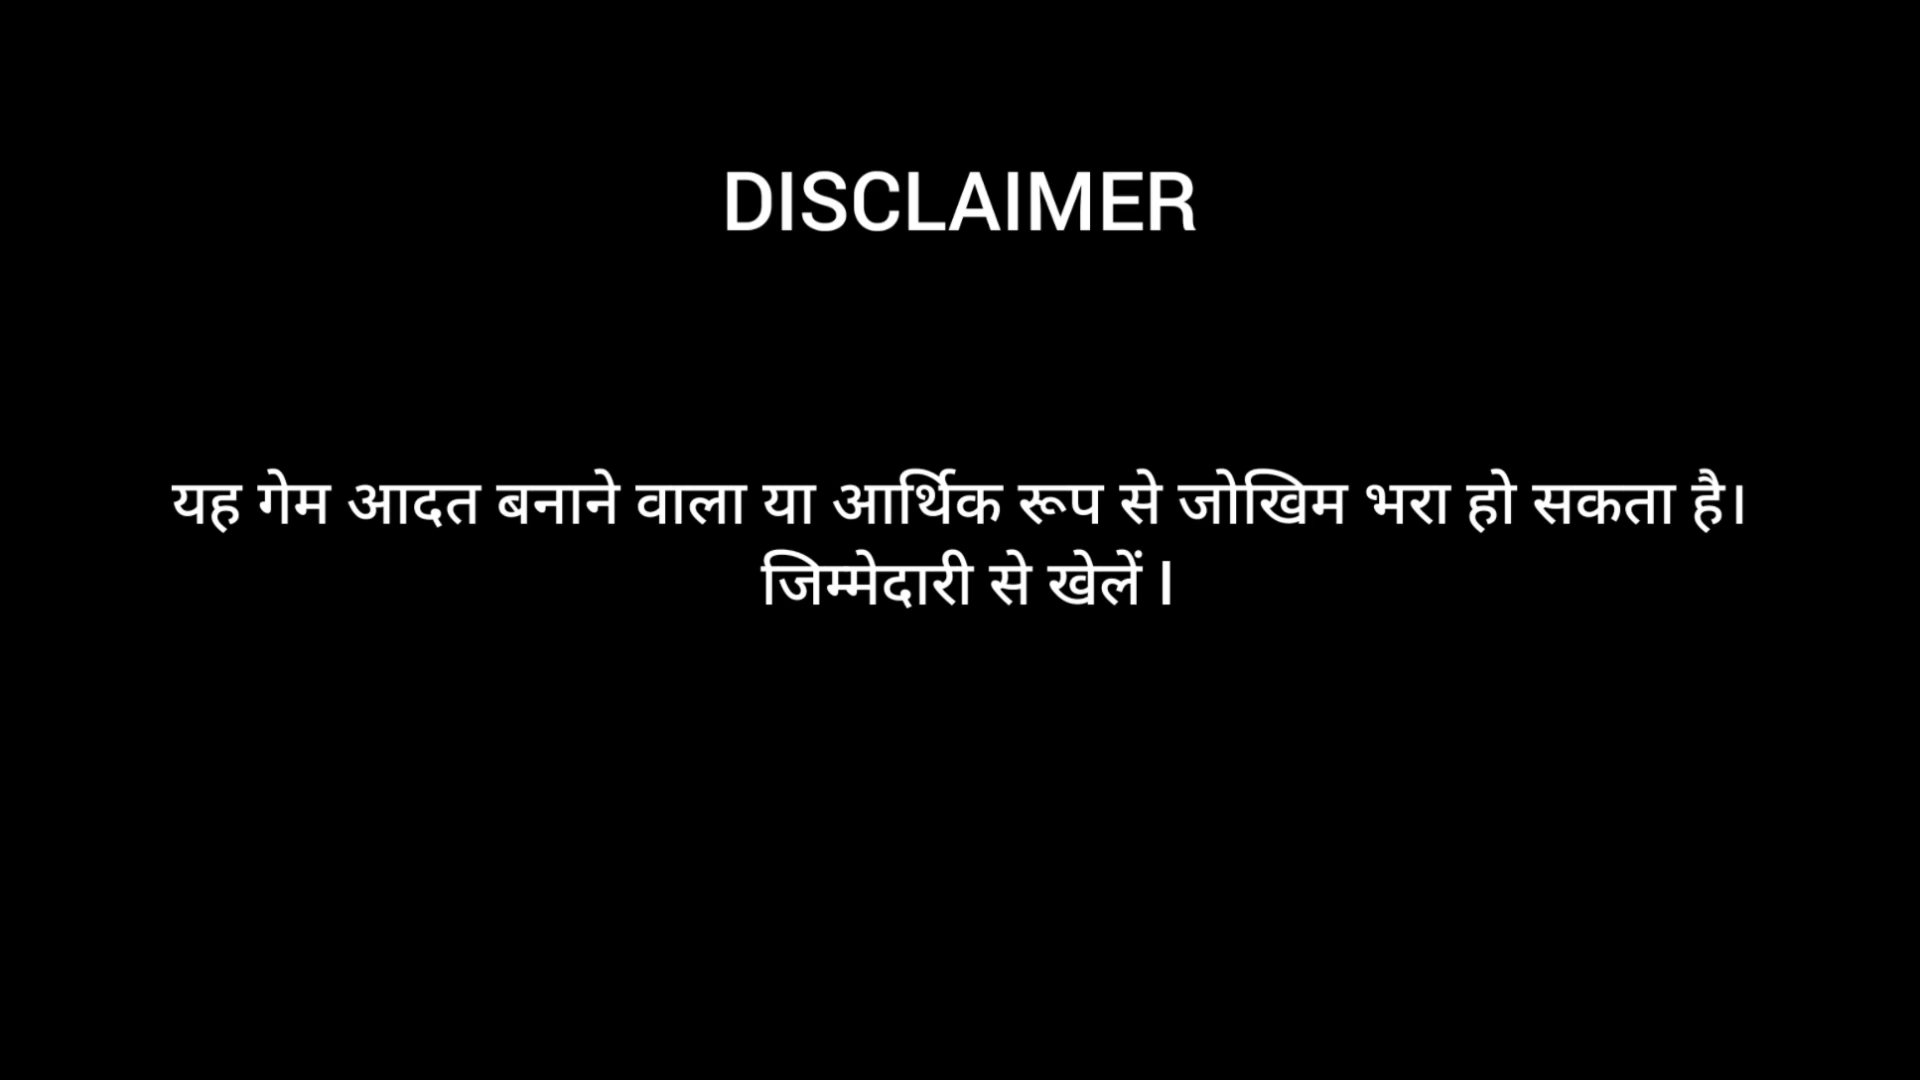 DISCLAIMER
यह गेम आदत बनाने वाला या आर्थिक रूप से जोखिम भरा हो सकता है।
जिम्मेदारी से खेलें l